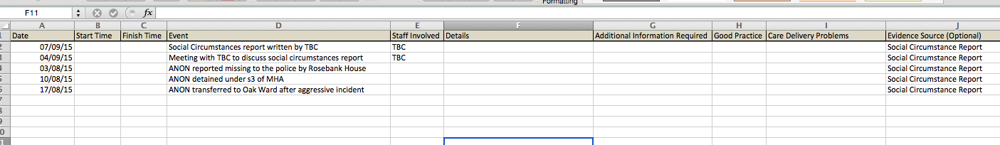 Formatting
F11 fx
A B C D E F G H I J
1 Date Start Time Finish Time Event Staff Involved Details Additional Information Required Good Practice Care Delivery Problems Evidence Source (Optional)
2 07/09/15 Social Circumstances report written by TBC TBC Social Circumstance Report
3 04/09/15 Meeting with TBC to discuss social circumstances report TBC Social Circumstance Report
4 03/08/15 ANON reported missing to the police by Rosebank House Social Circumstance Report
5 10/08/15 ANON detained under s3 of MHA Social Circumstance Report
6 17/08/15 ANON transferred to Oak Ward after aggressive incident Social Circumstance Report
7
8
9
0
1